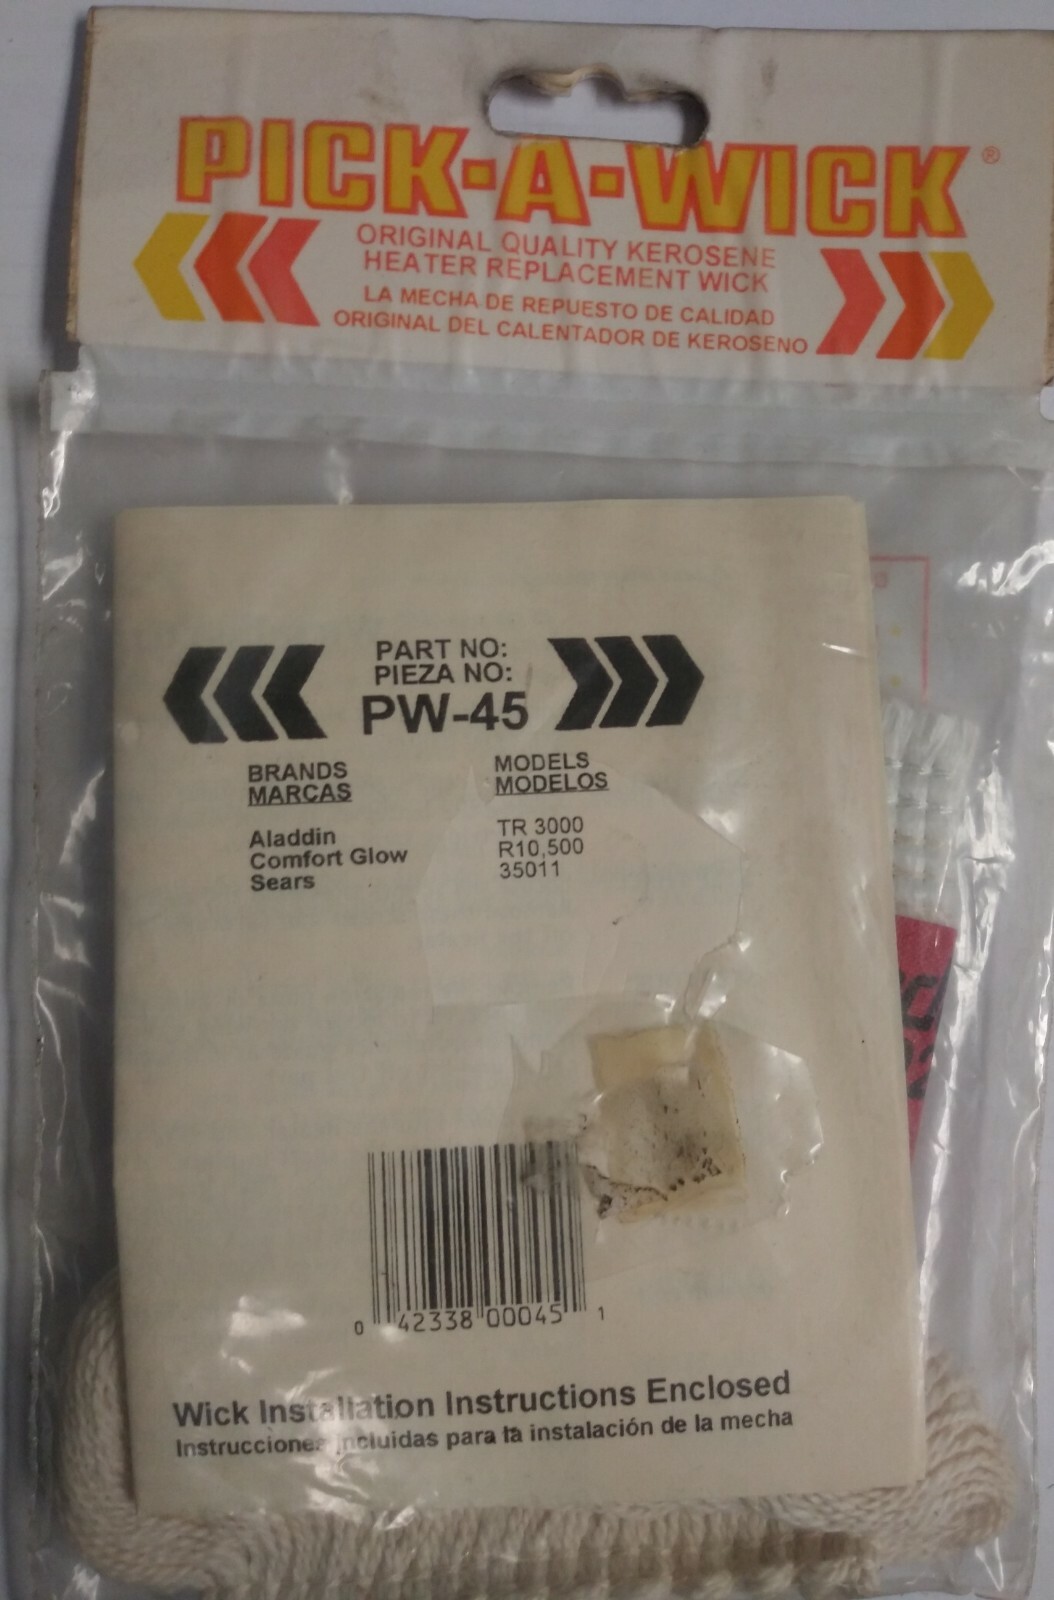 PICK-A-WICK®
ORIGINAL QUALITY KEROSENE
HEATER REPLACEMENT WICK
LA MECHA DE REPUESTO DE CALIDAD
ORIGINAL DEL CALENTADOR DE KEROSENO
PART NO:
PIEZA NO:
PW-45
BRANDS MODELS
MARCAS MODELOS
Aladdin TR 3000
Comfort Glow R10,500
Sears 35011
0 42338 00045 1
Wick Installation Instructions Enclosed
Instrucciones incluidas para la instalación de la mecha